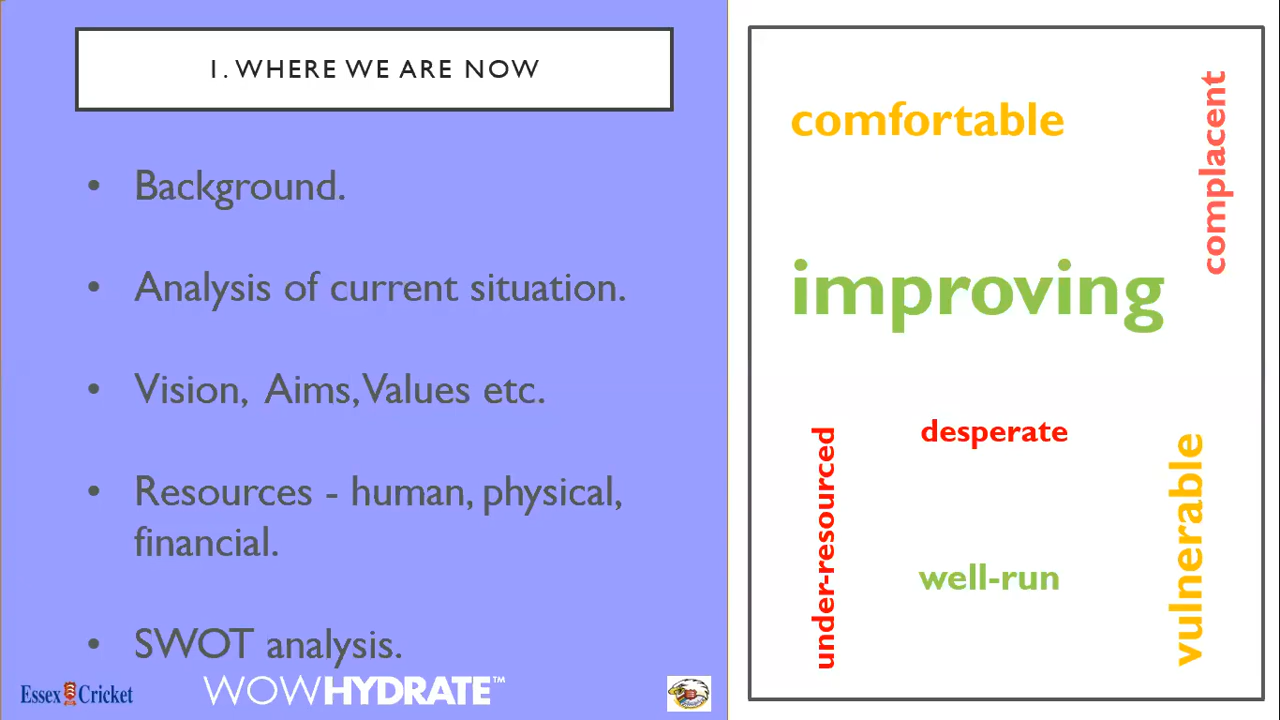 1. WHERE WE ARE NOW
• Background.
• Analysis of current situation.
• Vision, Aims, Values etc.
• Resources - human, physical,
financial.
• SWOT analysis.
Essex Cricket
WOWHYDRATE™
comfortable
complacent
improving
desperate
under-resourced
vulnerable
well-run